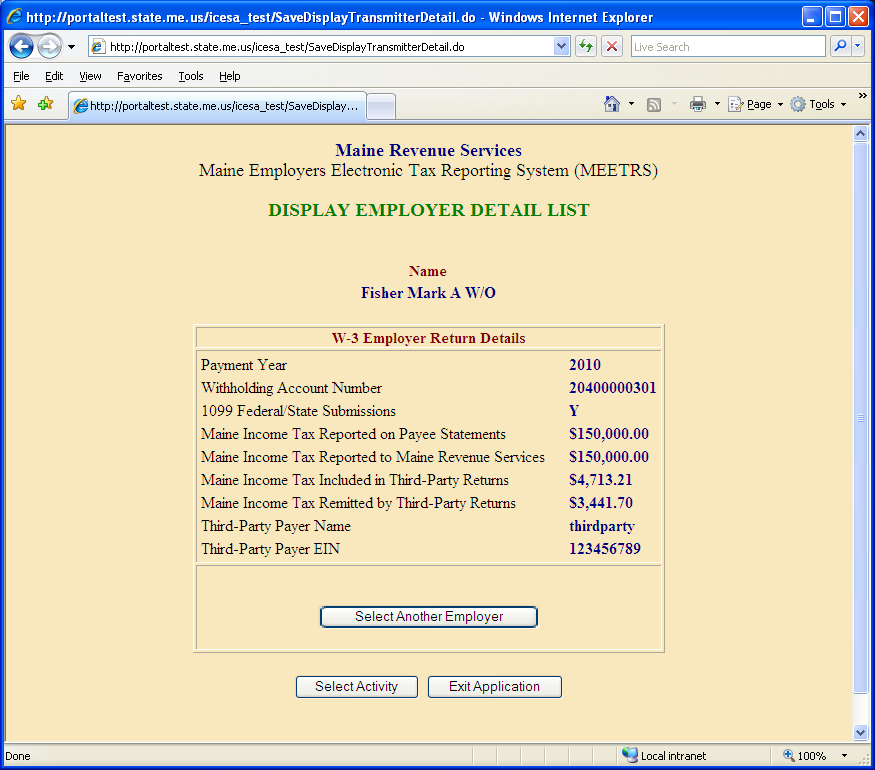 http://portaltest.state.me.us/icesa_test/SaveDisplayTransmitterDetail.do - Windows Internet Explorer
http://portaltest.state.me.us/icesa_test/SaveDisplayTransmitterDetail.do Live Search
File Edit View Favorites Tools Help
http://portaltest.state.me.us/icesa_test/SaveDisplay... Page Tools »
Maine Revenue Services
Maine Employers Electronic Tax Reporting System (MEETRS)
DISPLAY EMPLOYER DETAIL LIST
Name
Fisher Mark A W/O
W-3 Employer Return Details
Payment Year 2010
Withholding Account Number 20400000301
1099 Federal/State Submissions Y
Maine Income Tax Reported on Payee Statements $150,000.00
Maine Income Tax Reported to Maine Revenue Services $150,000.00
Maine Income Tax Included in Third-Party Returns $4,713.21
Maine Income Tax Remitted by Third-Party Returns $3,441.70
Third-Party Payer Name thirdparty
Third-Party Payer EIN 123456789
Select Another Employer
Select Activity Exit Application
Done Local intranet 100%